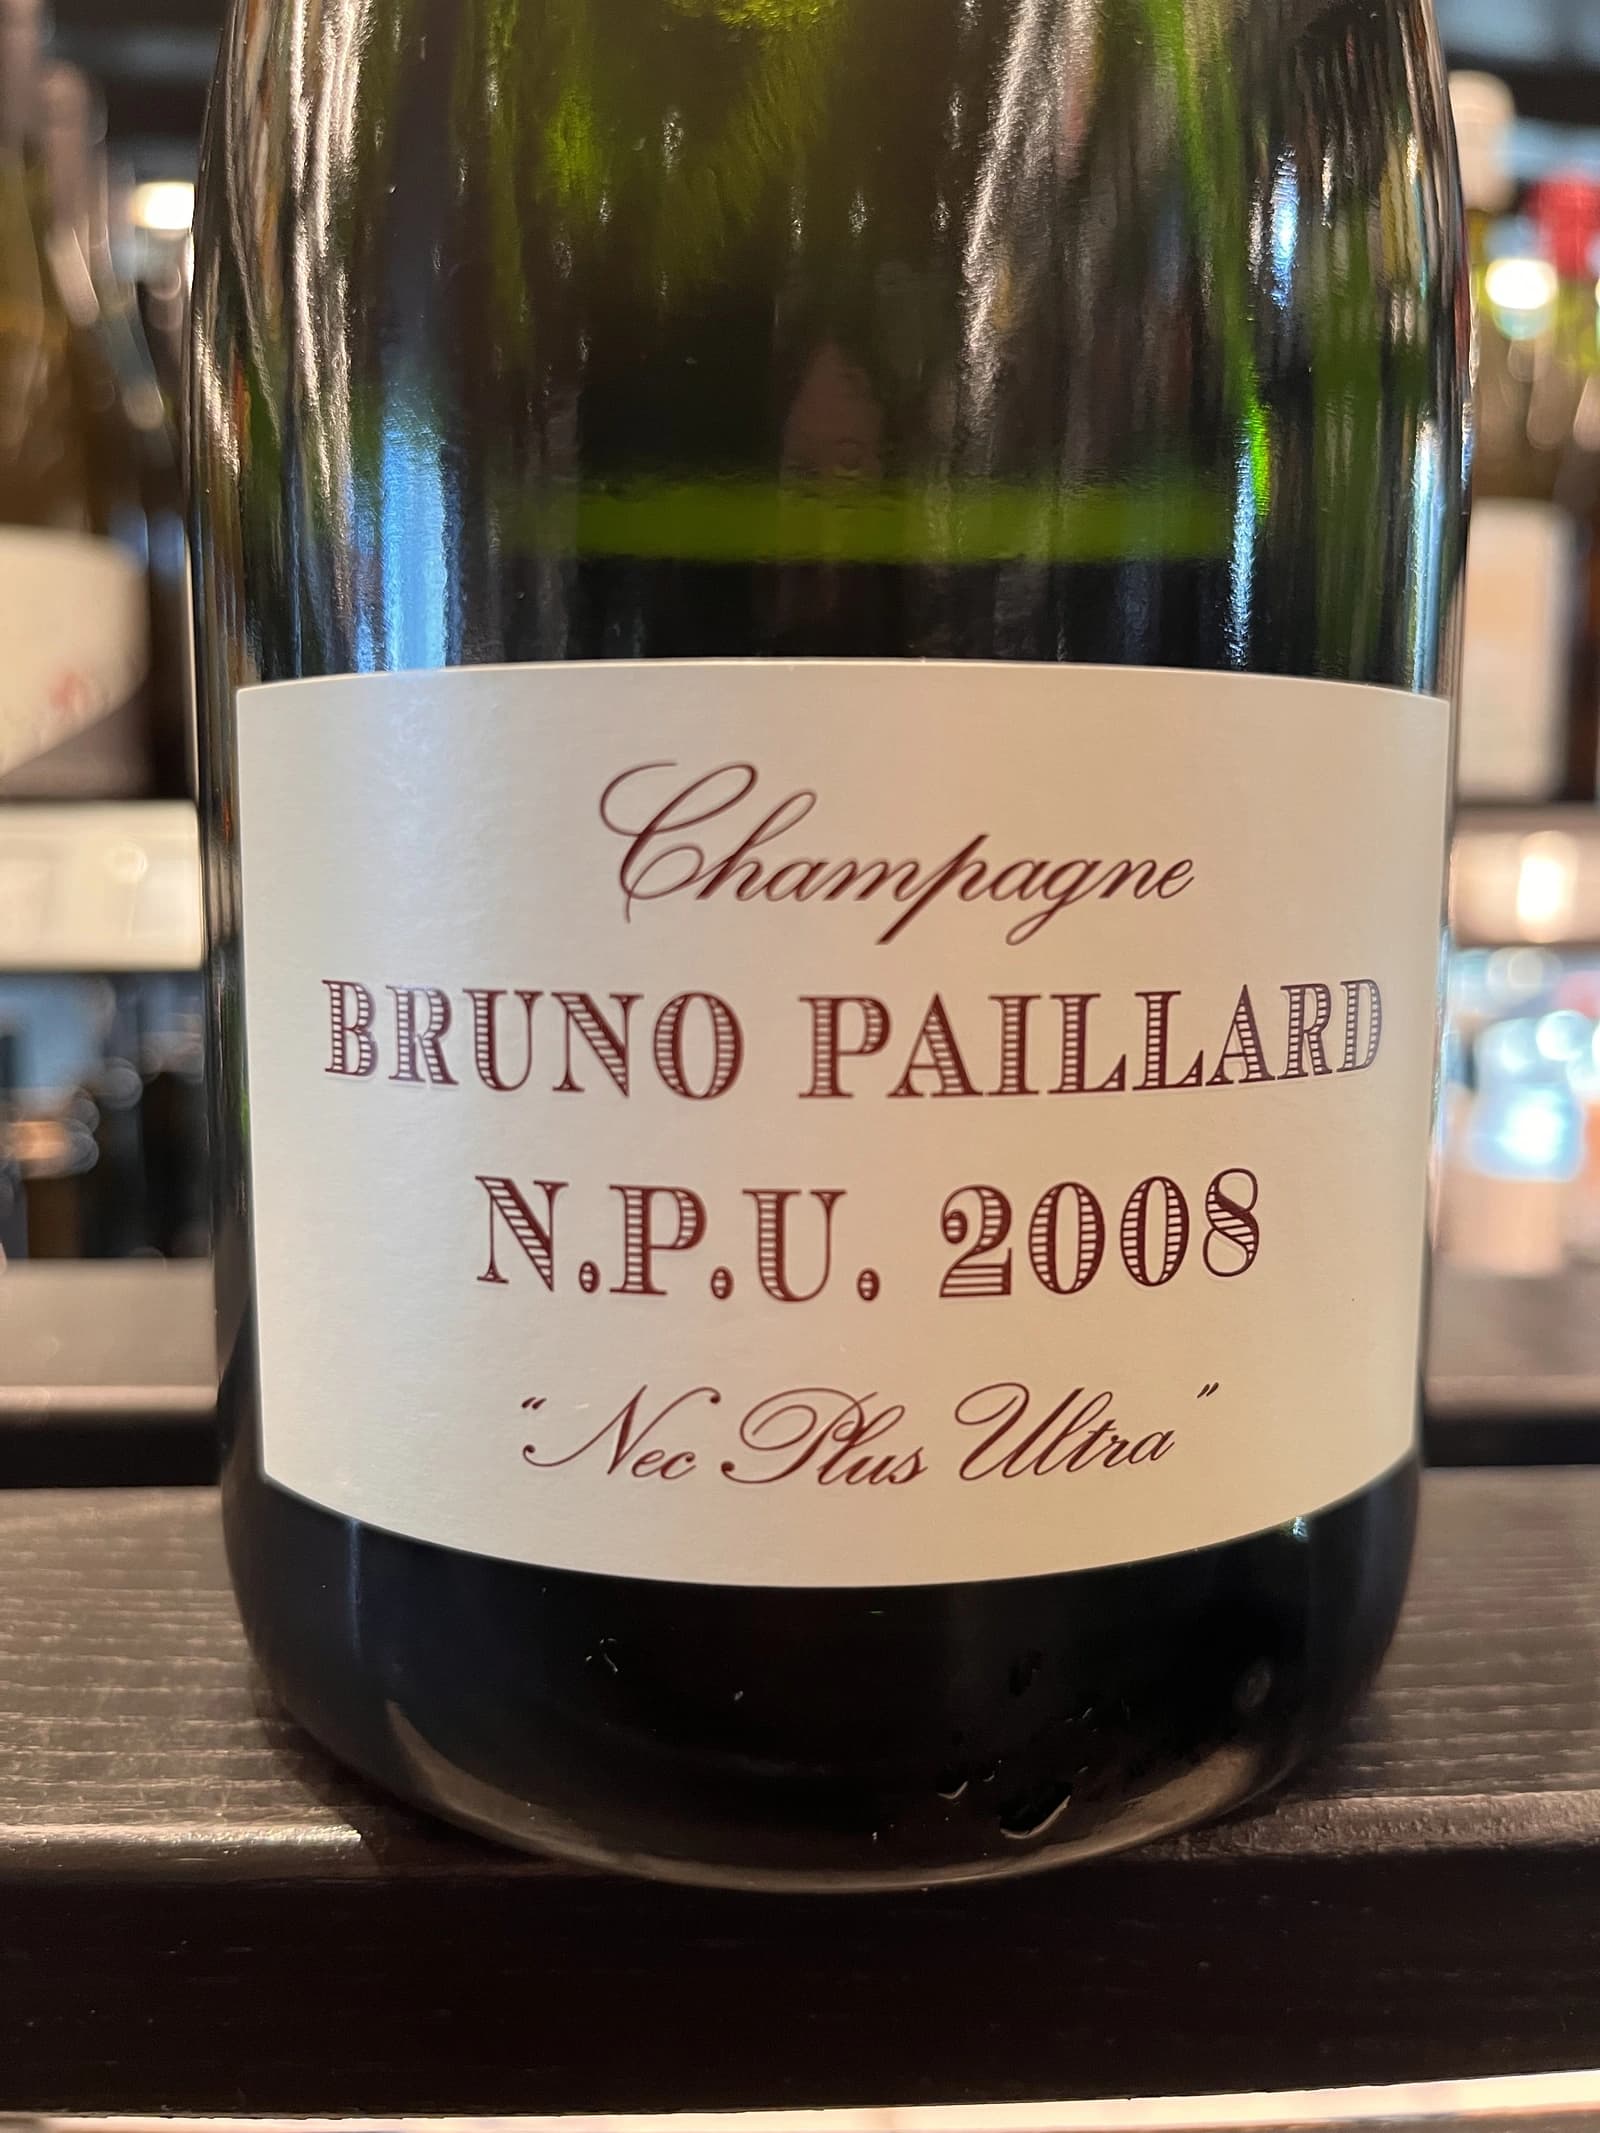 Champagne
BRUNO PAILLARD
N.P.U. 2008
“Nec Plus Ultra”